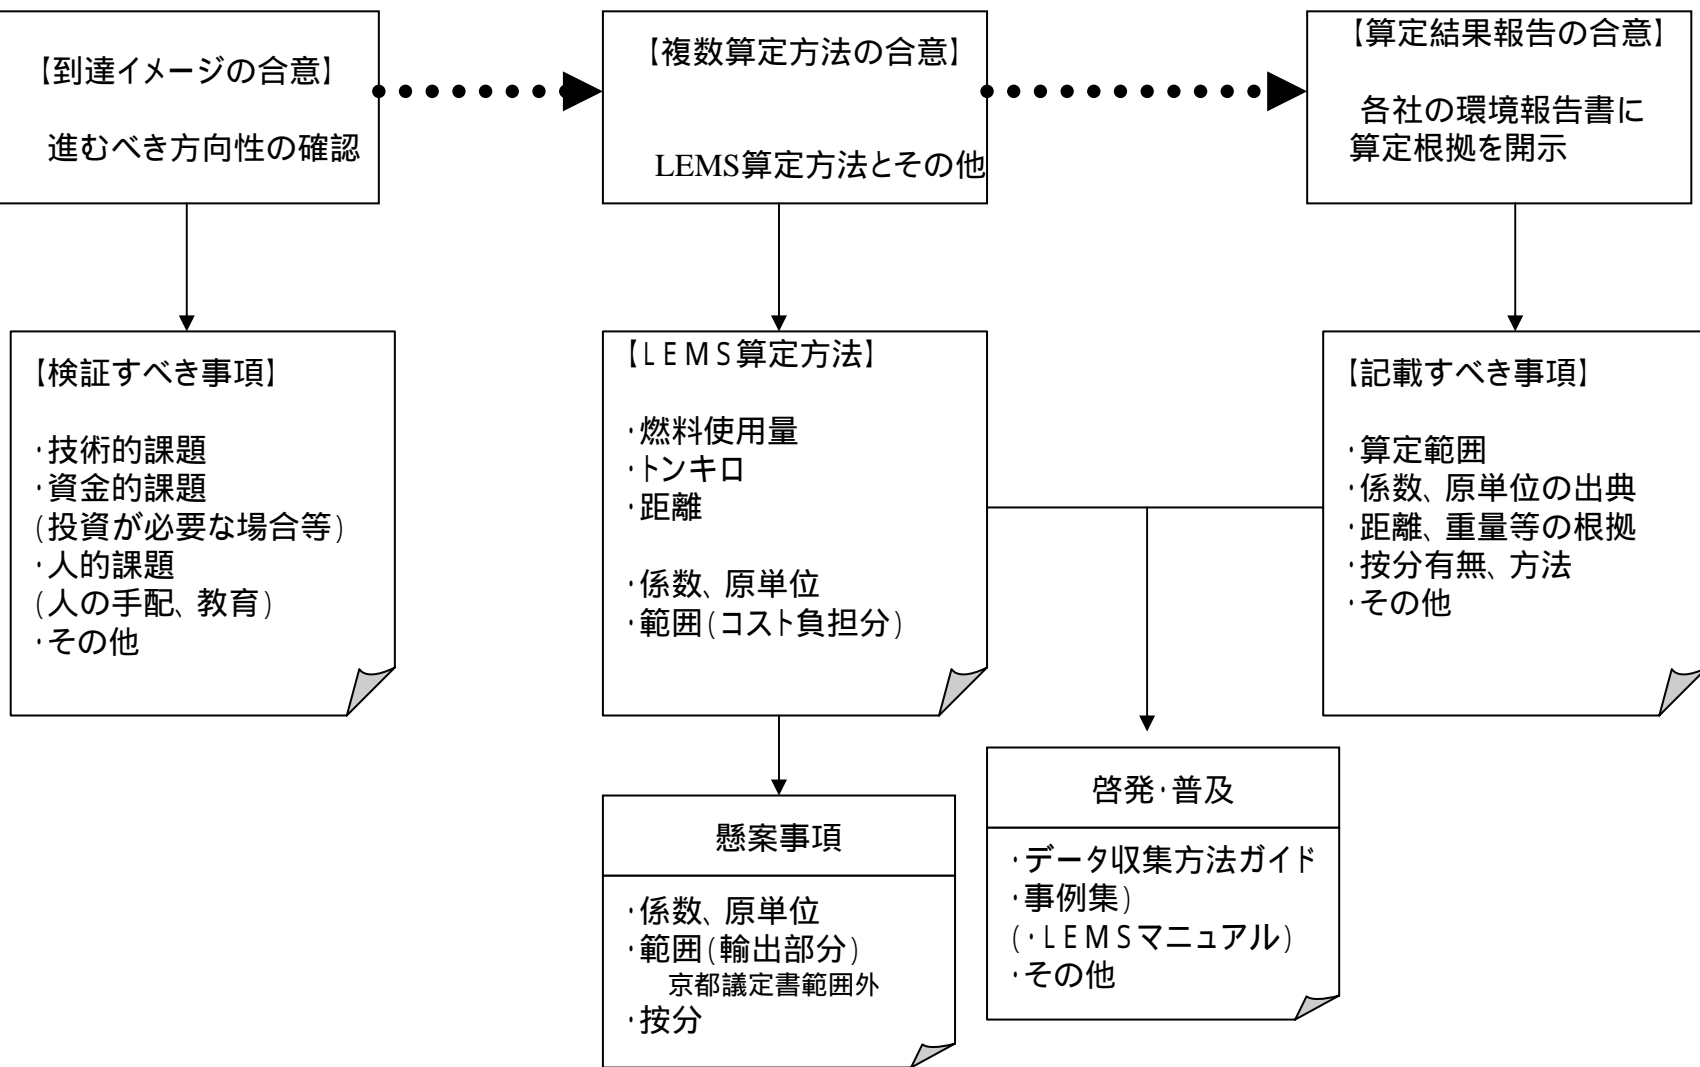 【到達イメージの合意】
進むべき方向性の確認
【複数算定方法の合意】
LEMS算定方法とその他
【算定結果報告の合意】
各社の環境報告書に
算定根拠を開示
【検証すべき事項】
・技術的課題
・資金的課題
(投資が必要な場合等)
・人的課題
(人の手配、教育)
・その他
【LEMS算定方法】
・燃料使用量
・トンキロ
・距離
・係数、原単位
・範囲(コスト負担分)
【記載すべき事項】
・算定範囲
・係数、原単位の出典
・距離、重量等の根拠
・按分有無、方法
・その他
懸案事項
・係数、原単位
・範囲(輸出部分)
京都議定書範囲外
・按分
啓発・普及
・データ収集方法ガイド
・事例集)
(・LEMSマニュアル)
・その他